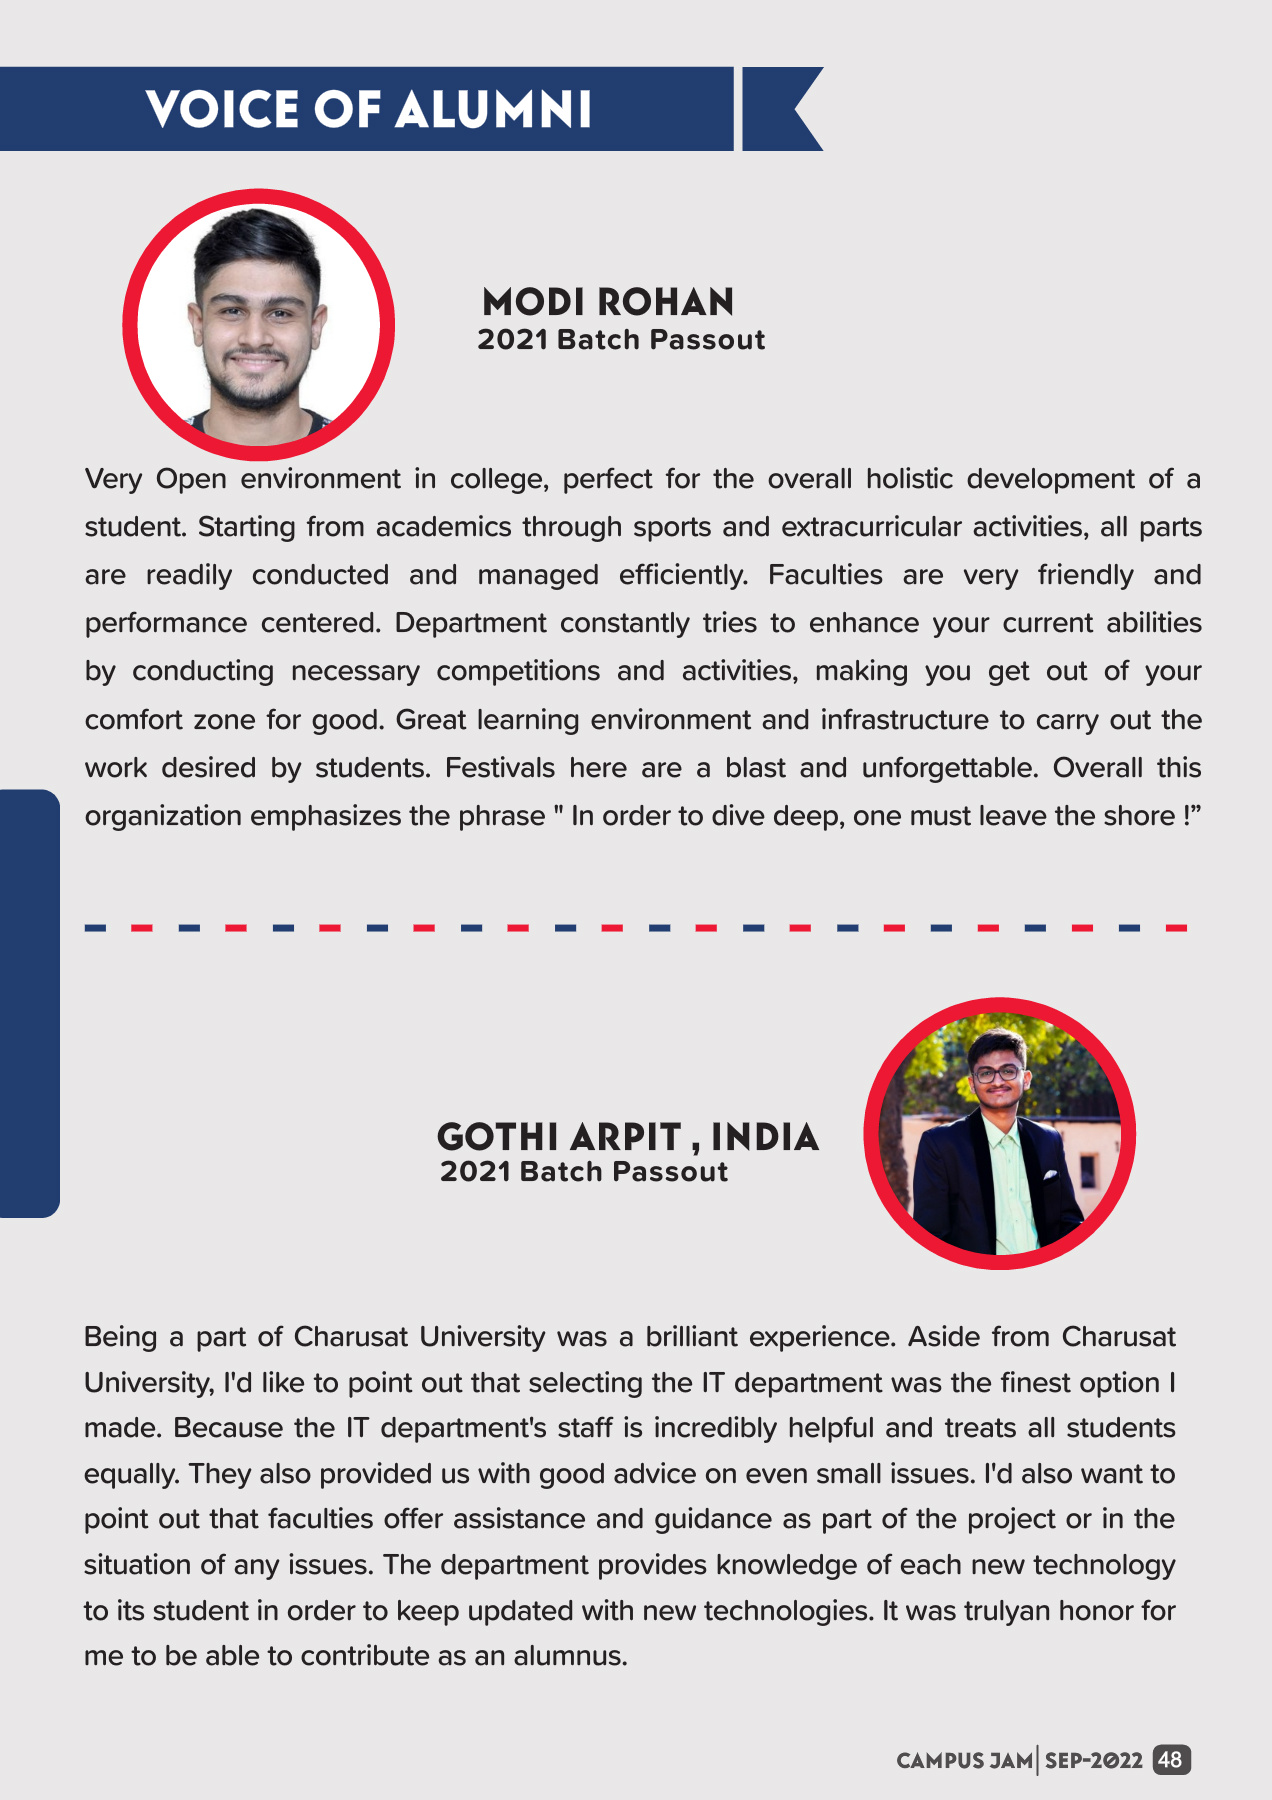 VOICE OF ALUMNI
MODI ROHAN
2021 Batch Passout
Very Open environment in college, perfect for the overall holistic development of a
student. Starting from academics through sports and extracurricular activities, all parts
are readily conducted and managed efficiently. Faculties are very friendly and
performance centered. Department constantly tries to enhance your current abilities
by conducting necessary competitions and activities, making you get out of your
comfort zone for good. Great learning environment and infrastructure to carry out the
work desired by students. Festivals here are a blast and unforgettable. Overall this
organization emphasizes the phrase " In order to dive deep, one must leave the shore !”
GOTHI ARPIT , INDIA
2021 Batch Passout
Being a part of Charusat University was a brilliant experience. Aside from Charusat
University, I'd like to point out that selecting the IT department was the finest option I
made. Because the IT department's staff is incredibly helpful and treats all students
equally. They also provided us with good advice on even small issues. I'd also want to
point out that faculties offer assistance and guidance as part of the project or in the
situation of any issues. The department provides knowledge of each new technology
to its student in order to keep updated with new technologies. It was trulyan honor for
me to be able to contribute as an alumnus.
CAMPUS JAM | SEP-2022 48